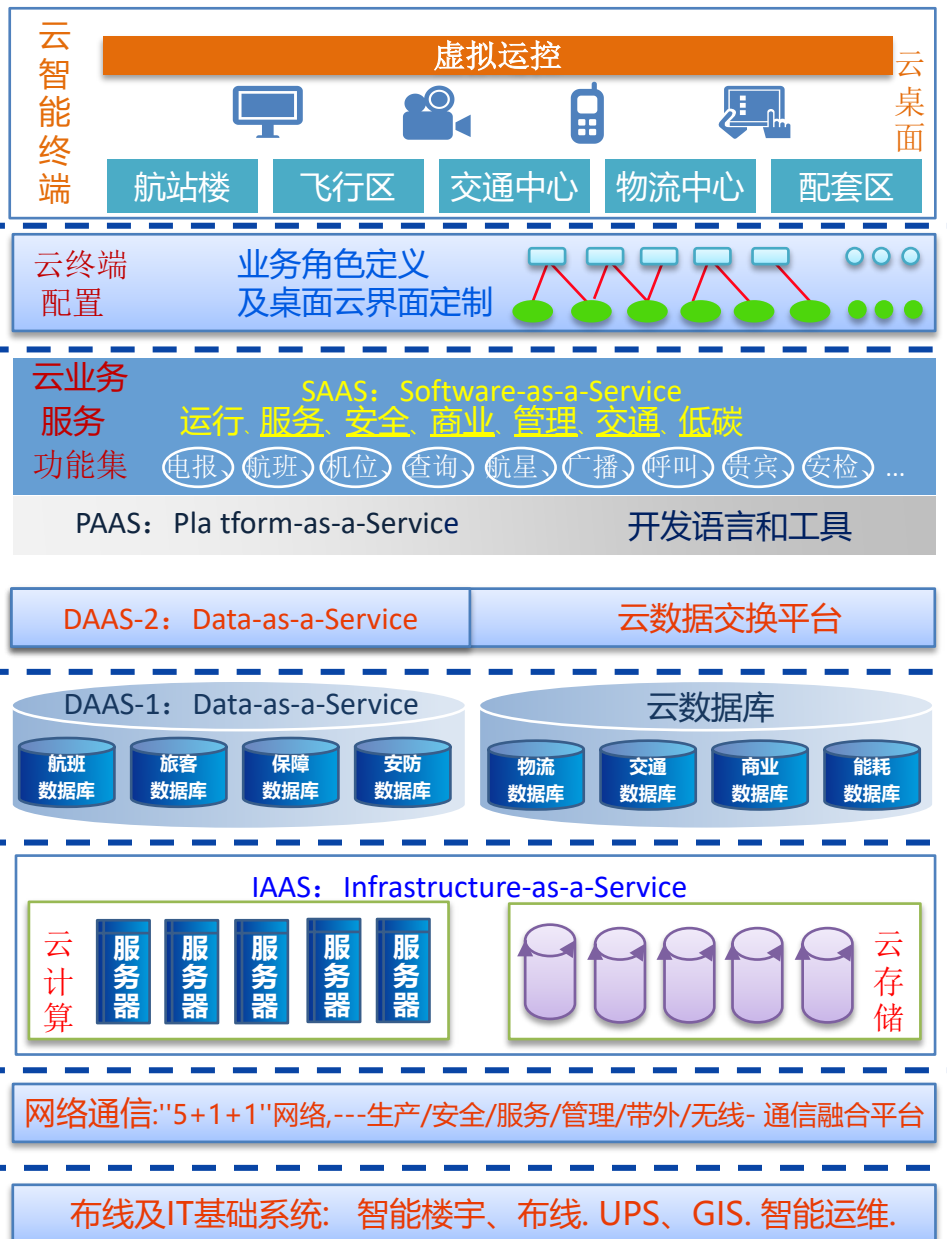 云智能终端
虚拟运控
云桌面
航站楼 飞行区 交通中心 物流中心 配套区
云终端
配置
业务角色定义
及桌面云界面定制
云业务
服务
功能集
SAAS：Software-as-a-Service
运行、服务、安全、商业、管理、交通、低碳
电报、航班、机位、查询、航星、广播、呼叫、贵宾、安检、...
PAAS：Pla tform-as-a-Service 开发语言和工具
DAAS-2：Data-as-a-Service 云数据交换平台
DAAS-1：Data-as-a-Service 云数据库
航班 旅客 保障 安防 物流 交通 商业 能耗
数据库 数据库 数据库 数据库 数据库 数据库 数据库 数据库
IAAS：Infrastructure-as-a-Service
云计算
服务器 服务器 服务器 服务器 服务器
云存储
网络通信:"5+1+1"网络,---生产/安全/服务/管理/带外/无线- 通信融合平台
布线及IT基础系统: 智能楼宇、布线. UPS、GIS. 智能运维.